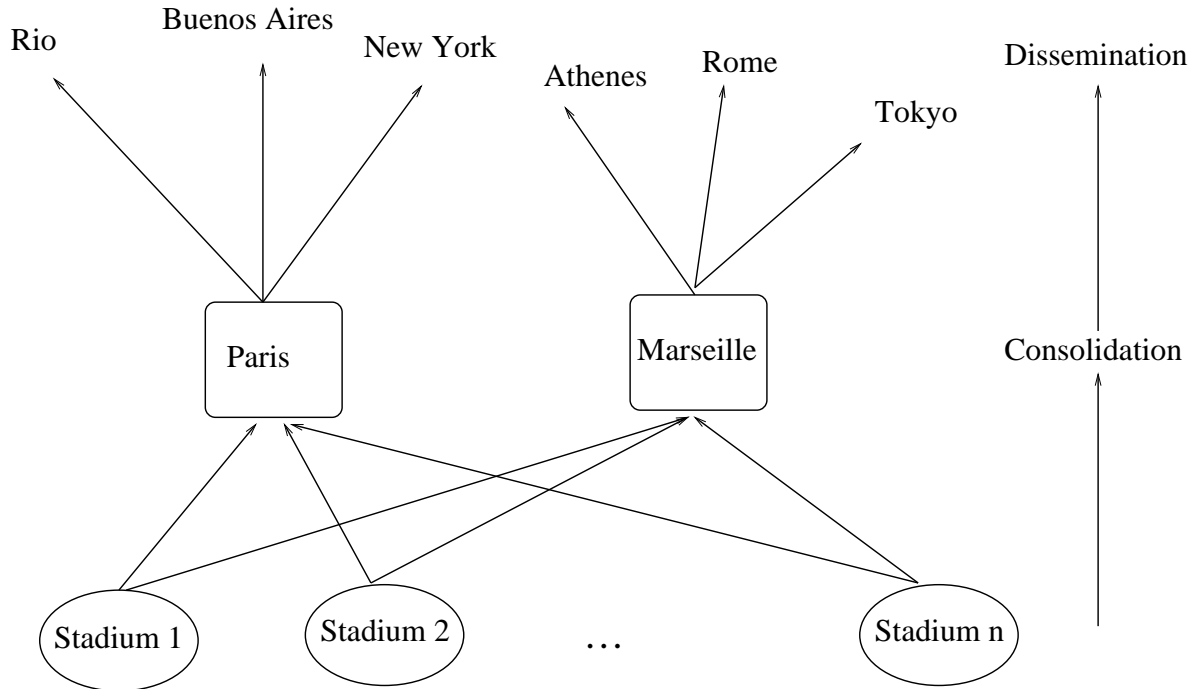 Rio
Buenos Aires
New York
Athenes
Rome
Tokyo
Dissemination
Paris
Marseille
Consolidation
Stadium 1
Stadium 2
...
Stadium n